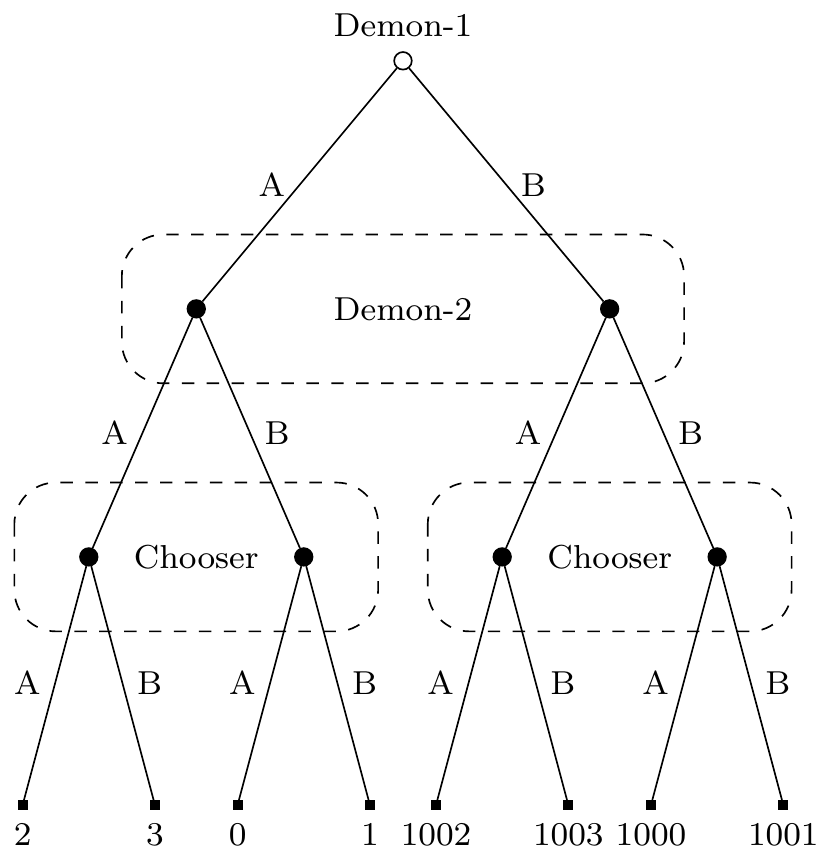 Demon-1
A B
Demon-2
A B A B
Chooser Chooser
A B A B A B A B
2 3 0 1 1002 1003 1000 1001